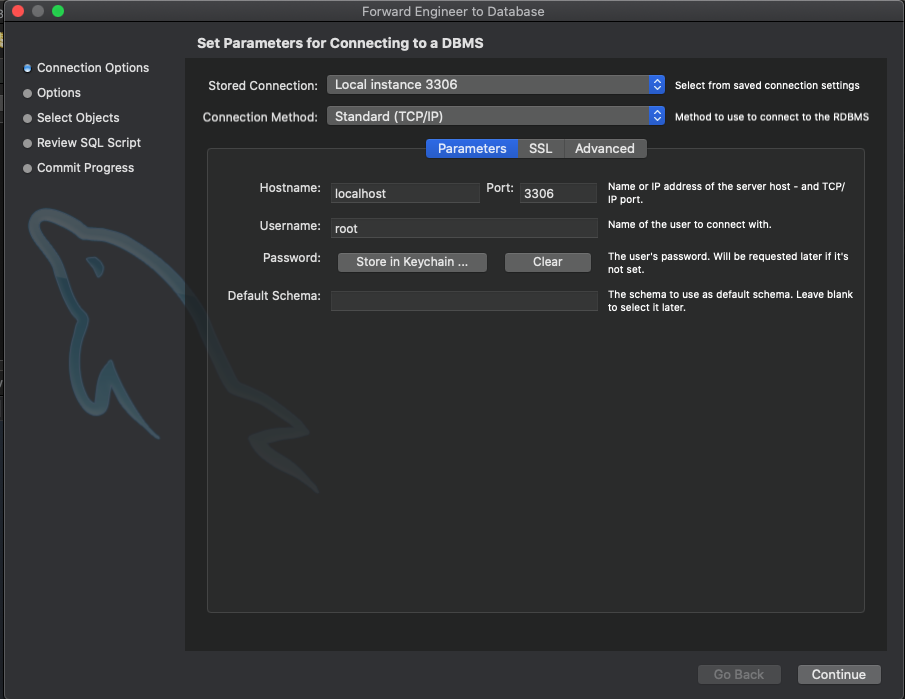 Forward Engineer to Database
Set Parameters for Connecting to a DBMS
Connection Options
Options
Select Objects
Review SQL Script
Commit Progress
Stored Connection: Local instance 3306 Select from saved connection settings
Connection Method: Standard (TCP/IP) Method to use to connect to the RDBMS
Parameters SSL Advanced
Hostname: localhost Port: 3306 Name or IP address of the server host - and TCP/
IP port.
Username: root Name of the user to connect with.
Password: Store in Keychain ... Clear The user's password. Will be requested later if it's
not set.
Default Schema: The schema to use as default schema. Leave blank
to select it later.
Go Back Continue